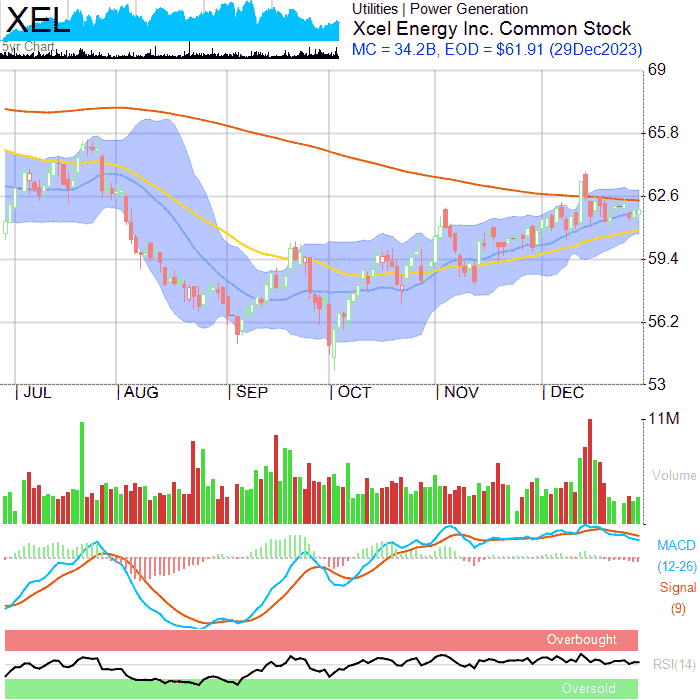 XEL
5yr Chart
Utilities | Power Generation
Xcel Energy Inc. Common Stock
MC = 34.2B, EOD = $61.91 (29Dec2023)
69
65.8
62.6
59.4
56.2
53
| JUL | AUG | SEP | OCT | NOV | DEC
11M
Volume
MACD
(12-26)
Signal
(9)
Overbought
RSI(14)
Oversold